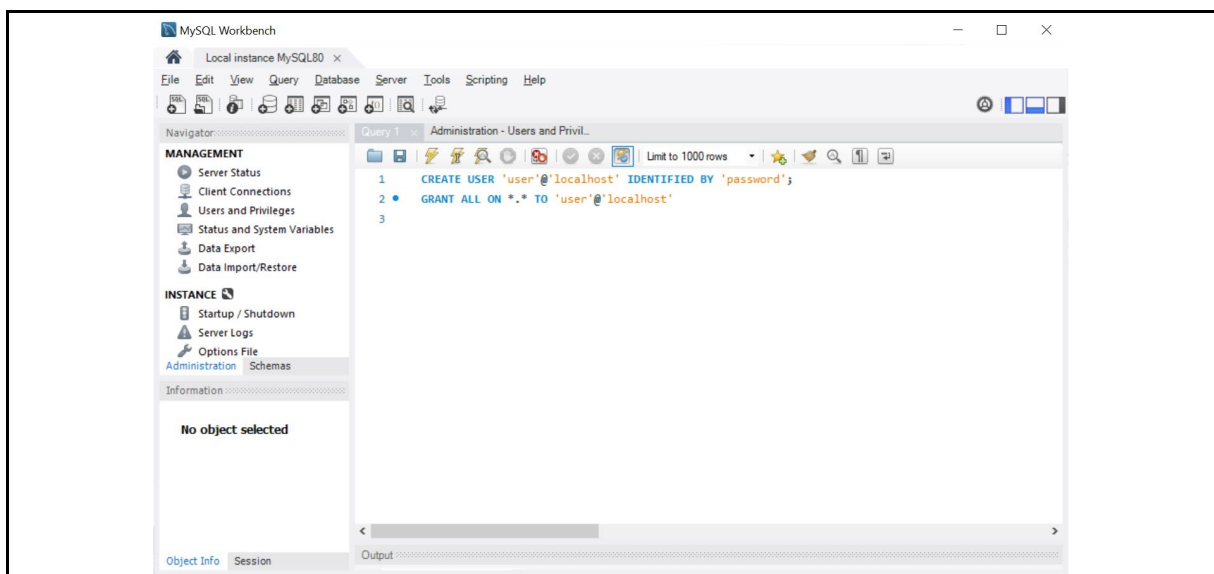 MySQL Workbench
Local instance MySQL80
File Edit View Query Database Server Tools Scripting Help
Navigator
Query 1 Administration - Users and Privil...
MANAGEMENT
Server Status
Client Connections
Users and Privileges
Status and System Variables
Data Export
Data Import/Restore
INSTANCE
Startup / Shutdown
Server Logs
Options File
Administration Schemas
Information
No object selected
Object Info Session
Limit to 1000 rows
1 CREATE USER 'user'@'localhost' IDENTIFIED BY 'password';
2 GRANT ALL ON *.* TO 'user'@'localhost'
3
Output